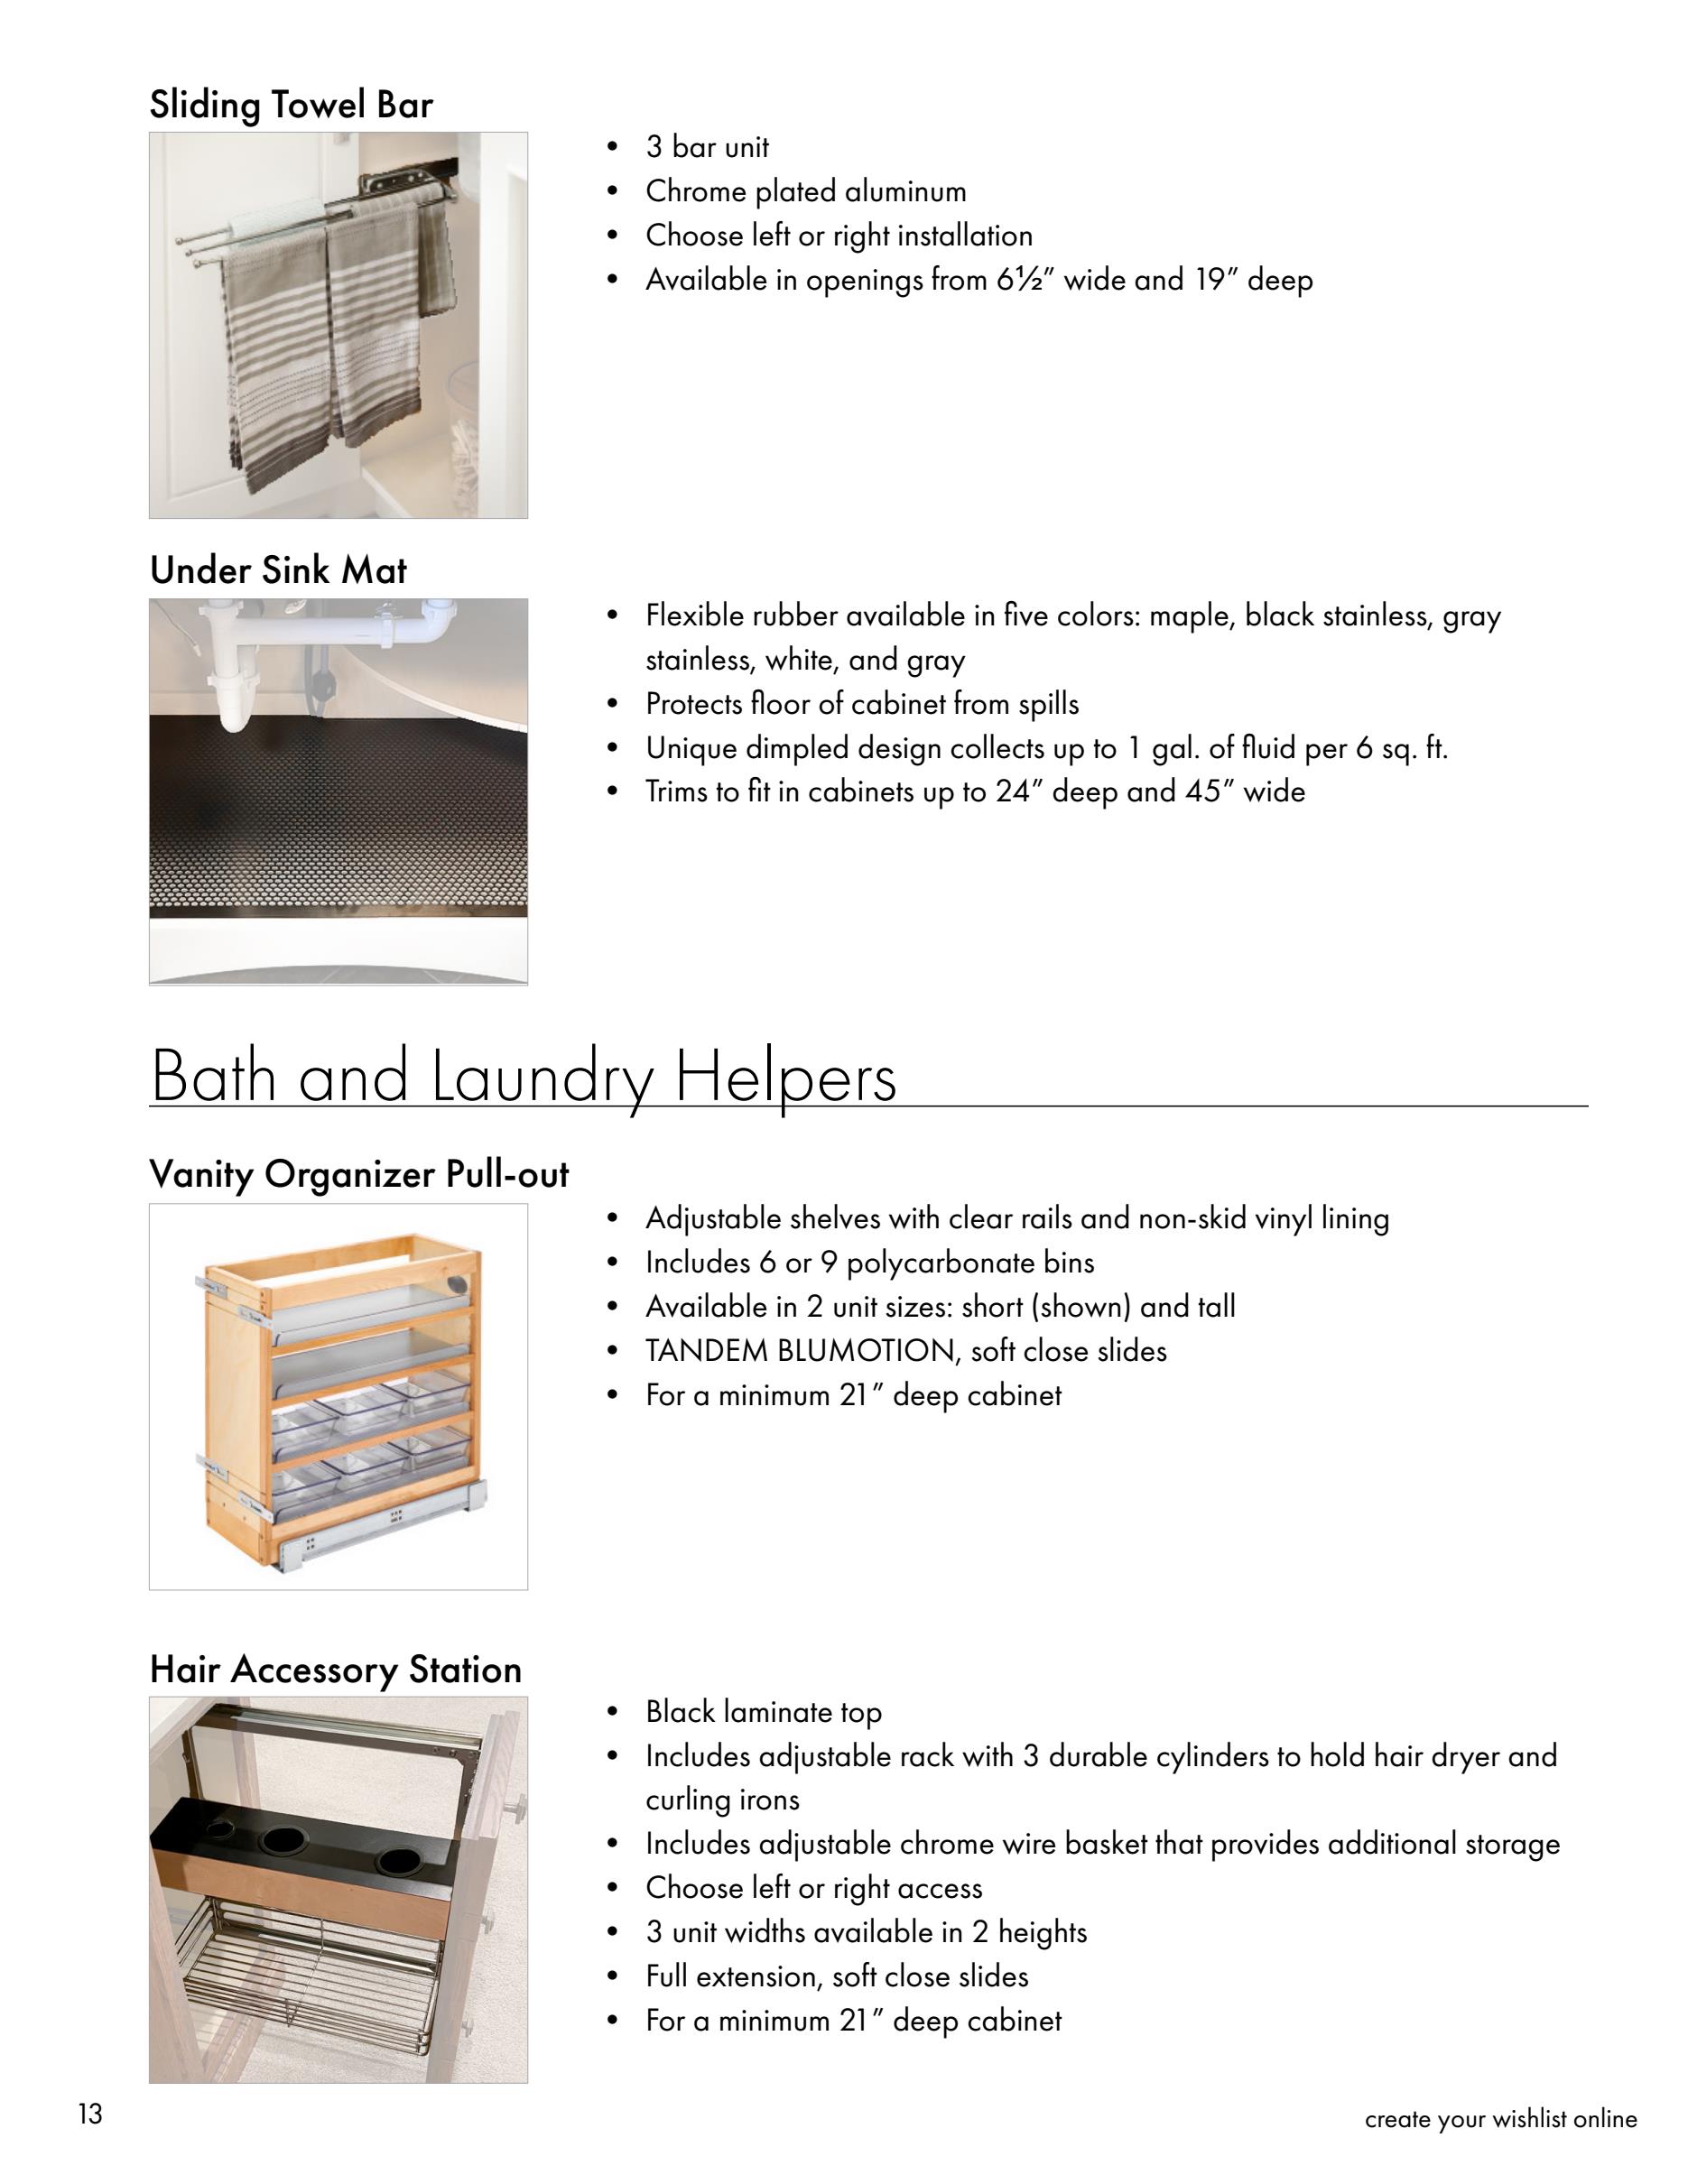 Sliding Towel Bar
• 3 bar unit
• Chrome plated aluminum
• Choose left or right installation
• Available in openings from 6½” wide and 19” deep
Under Sink Mat
• Flexible rubber available in five colors: maple, black stainless, gray
stainless, white, and gray
• Protects floor of cabinet from spills
• Unique dimpled design collects up to 1 gal. of fluid per 6 sq. ft.
• Trims to fit in cabinets up to 24” deep and 45” wide
Bath and Laundry Helpers
Vanity Organizer Pull-out
• Adjustable shelves with clear rails and non-skid vinyl lining
• Includes 6 or 9 polycarbonate bins
• Available in 2 unit sizes: short (shown) and tall
• TANDEM BLUMOTION, soft close slides
• For a minimum 21” deep cabinet
Hair Accessory Station
• Black laminate top
• Includes adjustable rack with 3 durable cylinders to hold hair dryer and
curling irons
• Includes adjustable chrome wire basket that provides additional storage
• Choose left or right access
• 3 unit widths available in 2 heights
• Full extension, soft close slides
• For a minimum 21” deep cabinet
13
create your wishlist online